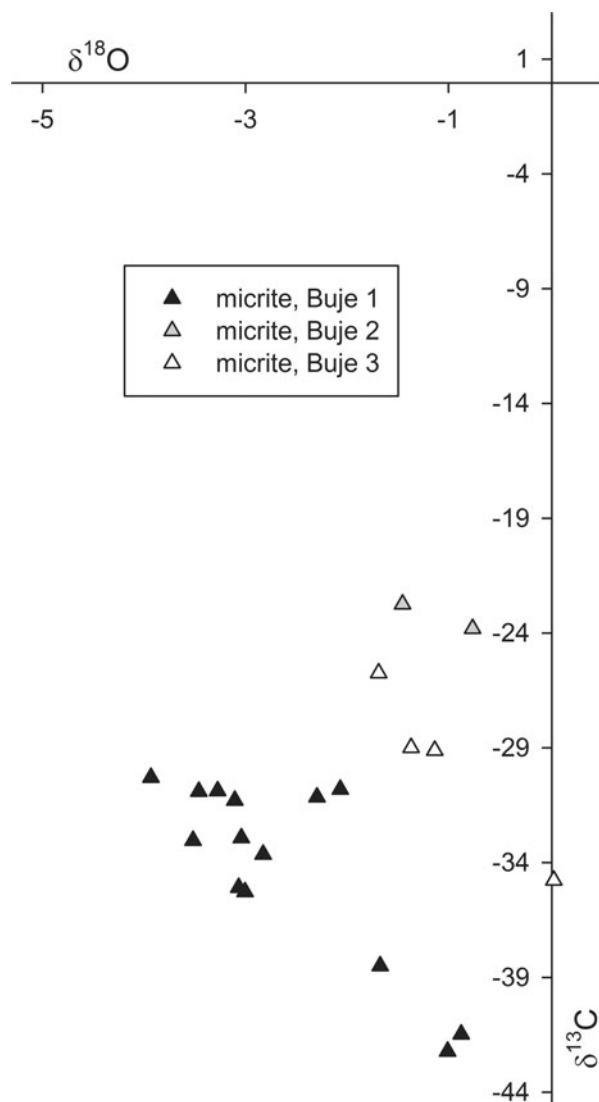 δ18O
1
-5 -3 -1
-4
-9
micrite, Buje 1
micrite, Buje 2
micrite, Buje 3
-14
-19
-24
-29
-34
-39
δ13C
-44